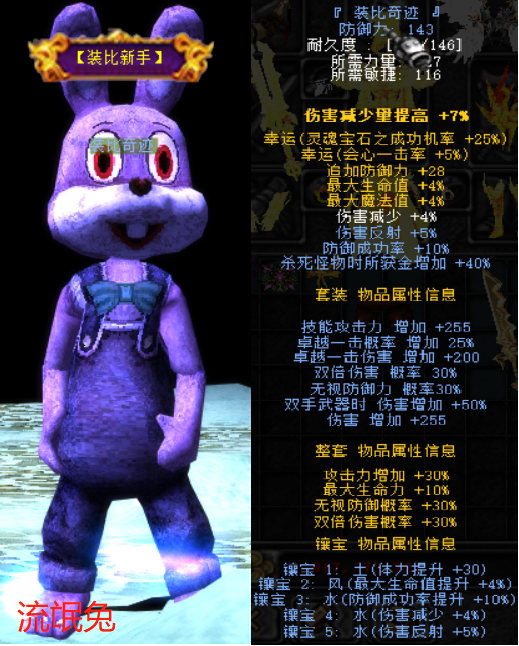 【装比新手】
装比奇迹
流氓兔
『 装比奇迹 』
防御力: 143
耐久度 : [ /146]
所需力量: 7
所需敏捷: 116
伤害减少量提高 +7%
幸运(灵魂宝石之成功机率 +25%)
幸运(会心一击率 +5%)
追加防御力 +28
最大生命值 +4%
最大魔法值 +4%
伤害减少 +4%
伤害反射 +5%
防御成功率 +10%
杀死怪物时所获金增加 +40%
套装 物品属性信息
技能攻击力 增加 +255
卓越一击概率 增加 25%
卓越一击伤害 增加 +200
双倍伤害 概率 30%
无视防御力 概率30%
双手武器时 伤害增加 +50%
伤害 增加 +255
整套 物品属性信息
攻击力增加 +30%
最大生命力 +10%
无视防御概率 +30%
双倍伤害概率 +30%
镶宝 物品属性信息
镶宝 1: 土(体力提升 +30)
镶宝 2: 风(最大生命值提升 +4%)
镶宝 3: 水(防御成功率提升 +10%)
镶宝 4: 水(伤害减少 +4%)
镶宝 5: 水(伤害反射 +5%)